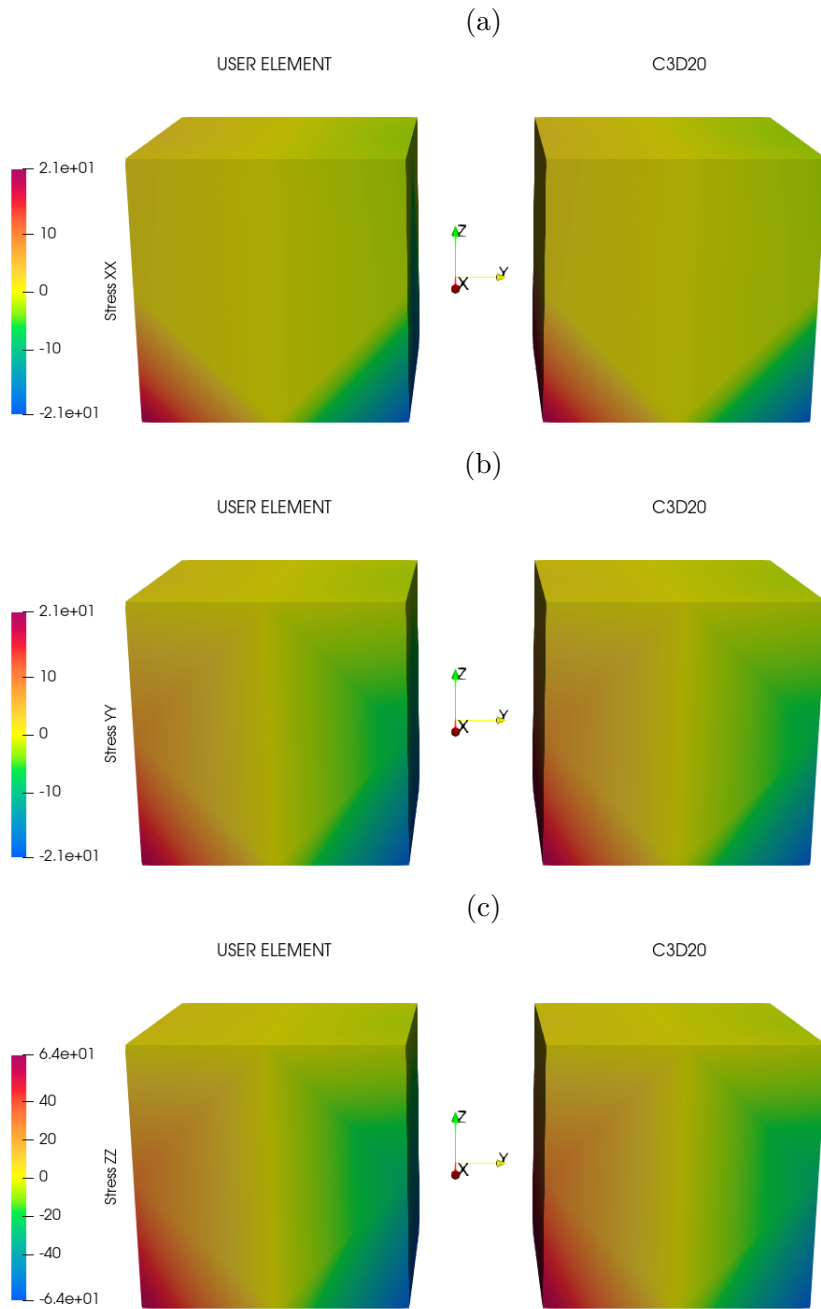 (a)
USER ELEMENT C3D20
2.1e+01
10
0
-10
-2.1e+01
Stress XX
Z
Y
X
(b)
USER ELEMENT C3D20
2.1e+01
10
0
-10
-2.1e+01
Stress YY
Z
Y
X
(c)
USER ELEMENT C3D20
6.4e+01
40
20
0
-20
-40
-6.4e+01
Stress ZZ
Z
Y
X